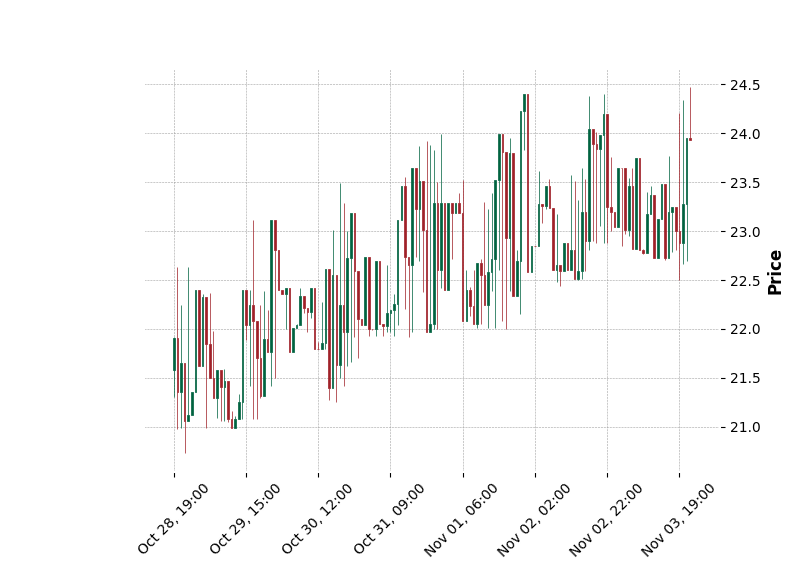 24.5
24.0
23.5
23.0
22.5
22.0
21.5
21.0
Price
Oct 28, 19:00
Oct 29, 15:00
Oct 30, 12:00
Oct 31, 09:00
Nov 01, 06:00
Nov 02, 02:00
Nov 02, 22:00
Nov 03, 19:00